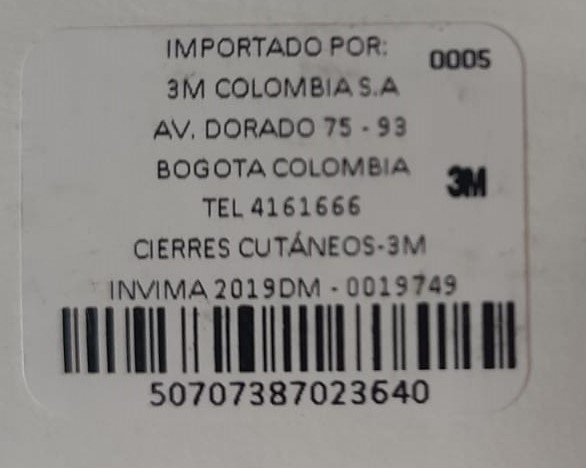 IMPORTADO POR:
0005
3M COLOMBIA S.A
AV. DORADO 75 - 93
BOGOTA COLOMBIA
3M
TEL 4161666
CIERRES CUTÁNEOS-3M
INVIMA 2019DM - 0019749
50707387023640